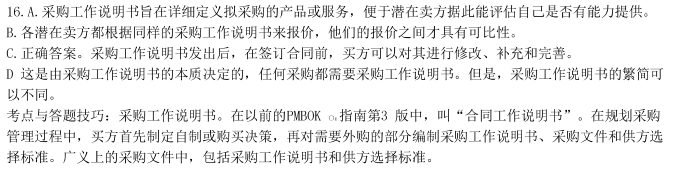 16.A.采购工作说明书旨在详细定义拟采购的产品或服务，便于潜在卖方据此能评估自己是否有能力提供。
B.各潜在卖方都根据同样的采购工作说明书来报价，他们的报价之间才具有可比性。
C.正确答案。采购工作说明书发出后，在签订合同前，买方可以对其进行修改、补充和完善。
D 这是由采购工作说明书的本质决定的，任何采购都需要采购工作说明书。但是，采购工作说明书的繁简可
以不同。
考点与答题技巧：采购工作说明书。在以前的PMBOK ○R指南第3 版中，叫“合同工作说明书”。在规划采购
管理过程中，买方首先制定自制或购买决策，再对需要外购的部分编制采购工作说明书、采购文件和供方选
择标准。广义上的采购文件中，包括采购工作说明书和供方选择标准。